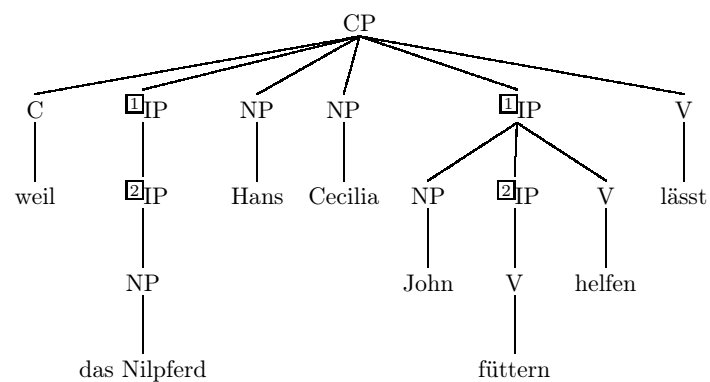 CP
C 1 IP NP NP 1 IP V
weil 2 IP Hans Cecilia NP 2 IP V lässt
NP John V helfen
das Nilpferd füttern